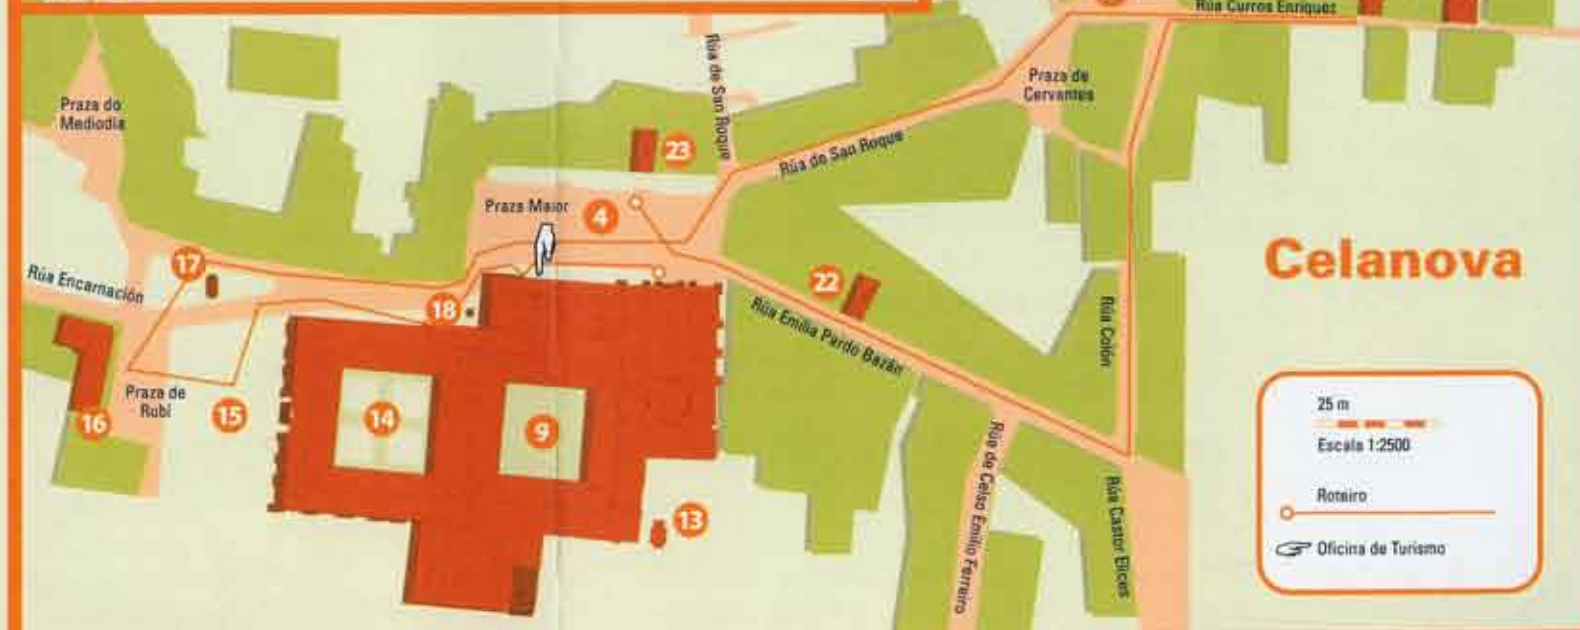 Rúa Curros Enríquez
Praza do
Mediodía
Rúa de San Roque
Praza de
Cervantes
23
Rúa de San Roque
Praza Maior
4
17
Rúa Encarnación
18
22
Rúa Emilia Pardo Bazán
Rúa Colón
Celanova
Praza de
Robí
16
15
14
9
13
Rúa de Celso Emilio Ferreiro
Rúa Castor Elices
25 m
Escala 1:2500
Roteiro
Oficina de Turismo